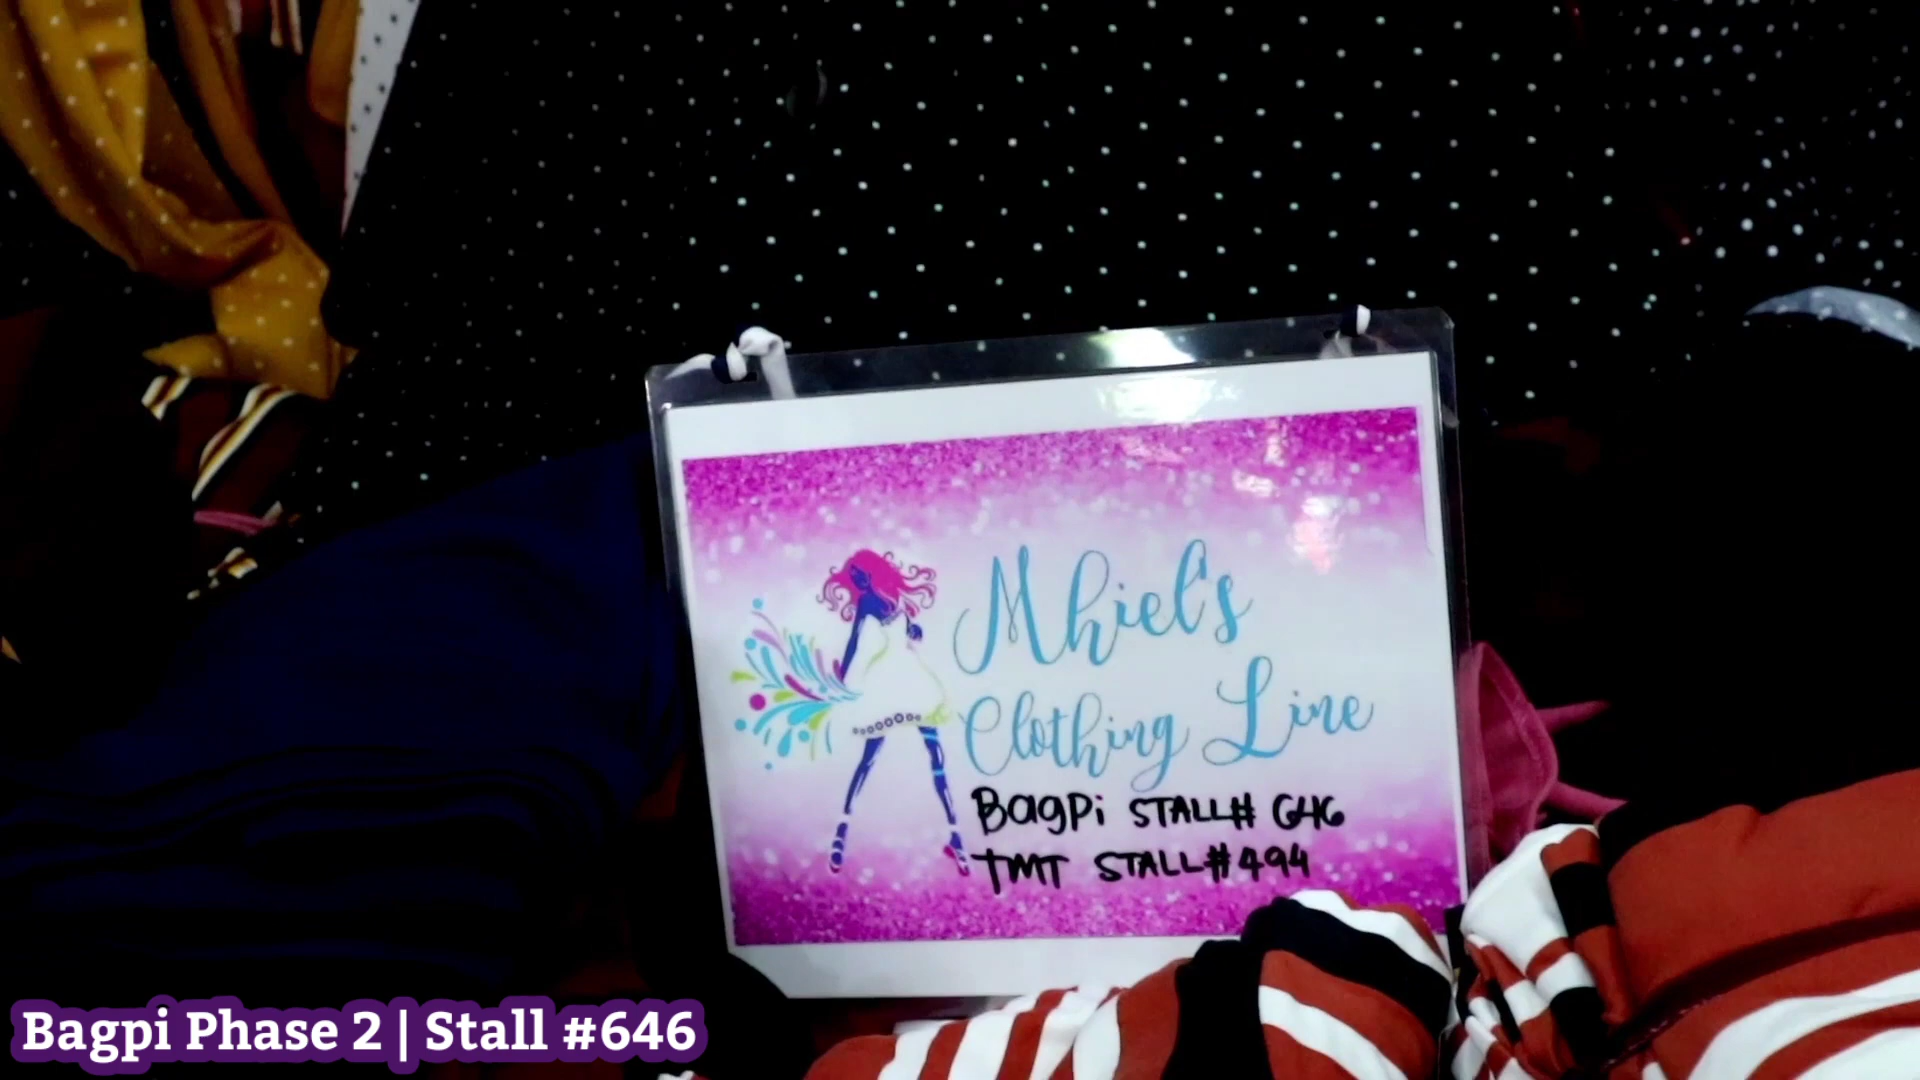 Mhiel's
Clothing Line
BagPi STALL# 646
TMT STALL#494
Bagpi Phase 2 | Stall #646